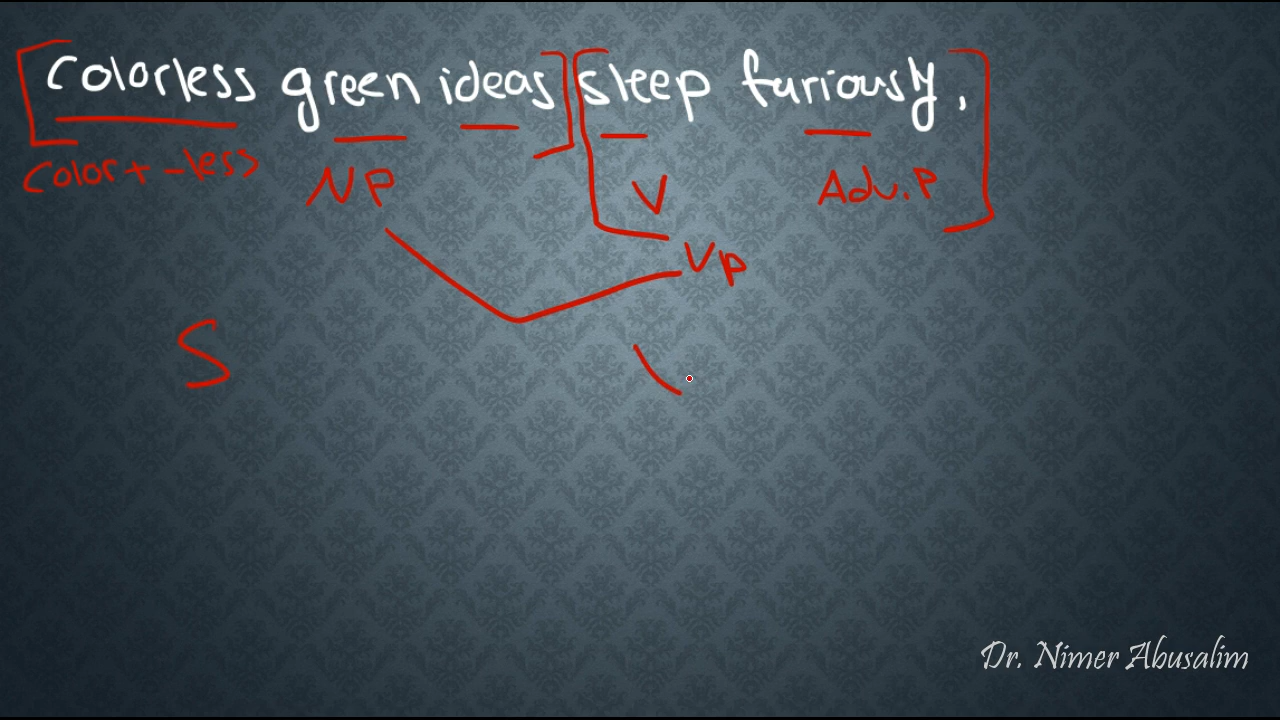 Colorless green ideas sleep furiously.
Color + -less
NP
V
Adv.P
VP
S
Dr. Nimer Abusalim